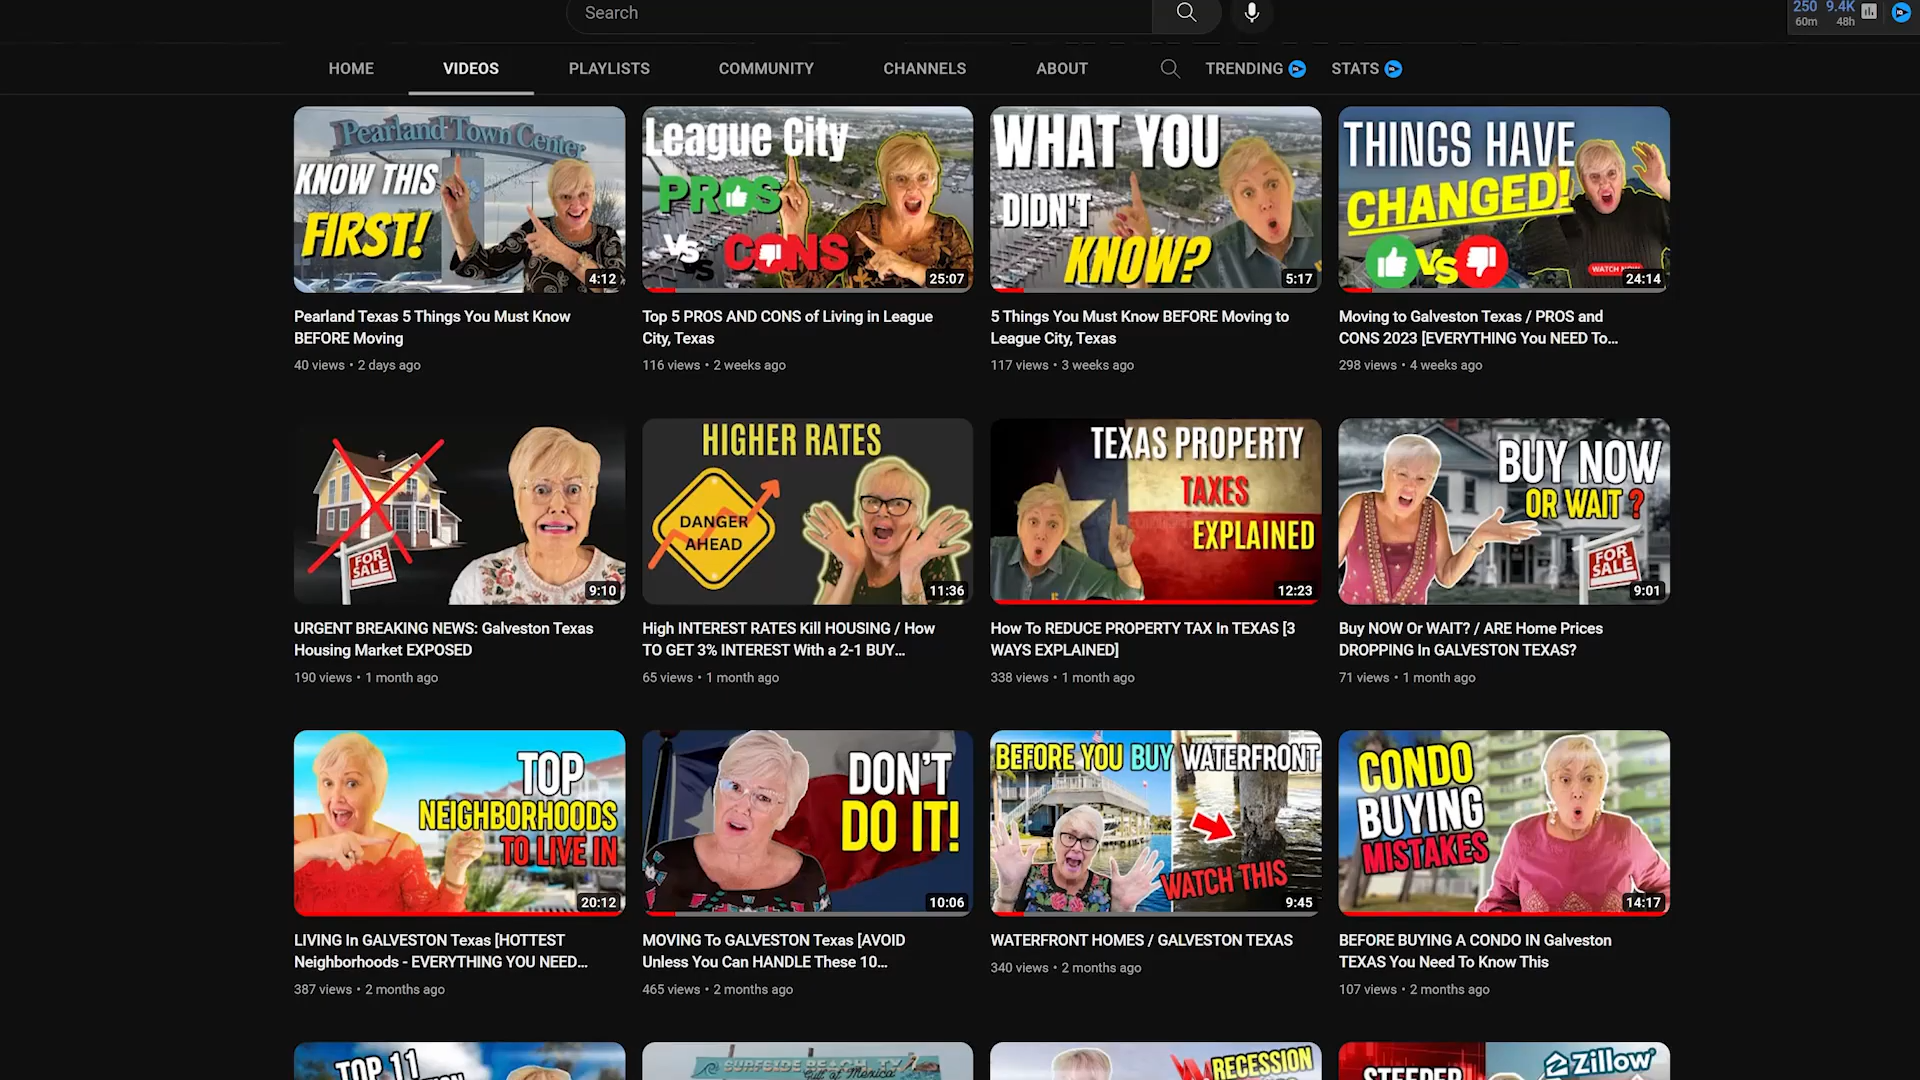 Search
250 9.4K
60m 48h
HOME VIDEOS PLAYLISTS COMMUNITY CHANNELS ABOUT TRENDING STATS
Pearland Town Center
KNOW THIS
FIRST!
4:12
Pearland Texas 5 Things You Must Know
BEFORE Moving
40 views • 2 days ago
League City
PROS
VS
CONS
25:07
Top 5 PROS AND CONS of Living in League
City, Texas
116 views • 2 weeks ago
WHAT YOU
DIDN'T
KNOW?
5:17
5 Things You Must Know BEFORE Moving to
League City, Texas
117 views • 3 weeks ago
THINGS HAVE
CHANGED!
VS
WATCH NOW
24:14
Moving to Galveston Texas / PROS and
CONS 2023 [EVERYTHING You NEED To...
298 views • 4 weeks ago
FOR
SALE
9:10
URGENT BREAKING NEWS: Galveston Texas
Housing Market EXPOSED
190 views • 1 month ago
HIGHER RATES
DANGER
AHEAD
11:36
High INTEREST RATES Kill HOUSING / How
TO GET 3% INTEREST With a 2-1 BUY...
65 views • 1 month ago
TEXAS PROPERTY
TAXES
EXPLAINED
12:23
How To REDUCE PROPERTY TAX In TEXAS [3
WAYS EXPLAINED]
338 views • 1 month ago
BUY NOW
OR WAIT ?
FOR
SALE
9:01
Buy NOW Or WAIT? / ARE Home Prices
DROPPING In GALVESTON TEXAS?
71 views • 1 month ago
TOP
NEIGHBORHOODS
TO LIVE IN
20:12
LIVING In GALVESTON Texas [HOTTEST
Neighborhoods - EVERYTHING YOU NEED...
387 views • 2 months ago
DON'T
DO IT!
10:06
MOVING To GALVESTON Texas [AVOID
Unless You Can HANDLE These 10...
465 views • 2 months ago
BEFORE YOU BUY WATERFRONT
WATCH THIS
9:45
WATERFRONT HOMES / GALVESTON TEXAS
340 views • 2 months ago
CONDO
BUYING
MISTAKES
14:17
BEFORE BUYING A CONDO IN Galveston
TEXAS You Need To Know This
107 views • 2 months ago
TOP 11
SURFSIDE BEACH, TX
Gulf of Mexico
RECESSION
STEEPER
Zillow